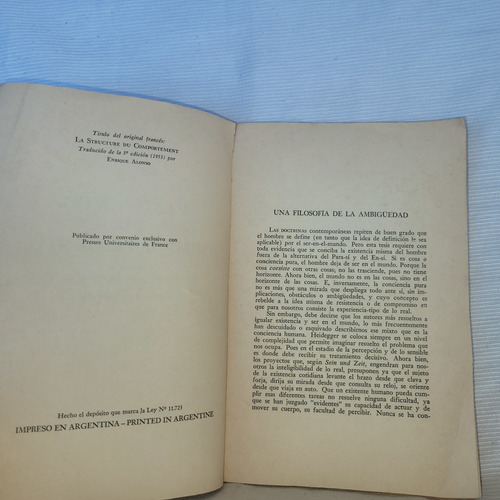 Título del original francés:
LA STRUCTURE DU COMPORTEMENT
Traducido de la 3ª edición (1953) por
ENRIQUE ALONSO
Publicado por convenio exclusivo con
Presses Universitaires de France
Hecho el depósito que marca la Ley Nº 11.723
IMPRESO EN ARGENTINA – PRINTED IN ARGENTINE
UNA FILOSOFÍA DE LA AMBIGÜEDAD
LAS DOCTRINAS contemporáneas repiten de buen grado que
el hombre se define (en tanto que la idea de definición le sea
aplicable) por el ser-en-el-mundo. Pero esta tesis requiere con
toda evidencia que se conciba la existencia misma del hombre
fuera de la alternativa del Para-sí y del En-sí. Si es cosa o
conciencia pura, el hombre deja de ser en el mundo. Porque la
cosa coexiste con otras cosas; no las trasciende, pues no tiene
horizonte. Ahora bien, el mundo no es en las cosas, sino en el
horizonte de las cosas. E, inversamente, la conciencia pura
no es más que una mirada que despliega todo ante sí, sin im-
plicaciones, obstáculos o ambigüedades, y cuyo concepto es
rebelde a la idea misma de resistencia o de compromiso en
que para nosotros consiste la experiencia-tipo de lo real.
Sin embargo, debe decirse que los autores más resueltos a
igualar existencia y ser en el mundo, lo más frecuentemente
han descuidado o esquivado describirnos ese mixto que es la
conciencia humana. Heidegger se coloca siempre en un nivel
de complejidad que permite imaginar resuelto el problema que
nos ocupa. Pues en el estadio de la percepción y de lo sensible
es donde debe recibir su tratamiento decisivo. Ahora bien,
los proyectos que, según Sein und Zeit, engendran para nos-
otros la inteligibilidad de lo real, presuponen ya que el sujeto
de la existencia cotidiana levante el brazo desde que clava y
forja, dirija su mirada desde que consulta su reloj, se oriente
desde que viaja en auto. Que un existente humano pueda cum-
plir sus diferentes tareas no resuelve ninguna dificultad, ya
que se han juzgado "evidentes" su capacidad de actuar y de
mover su cuerpo, su facultad de percibir. Nunca se ha con-